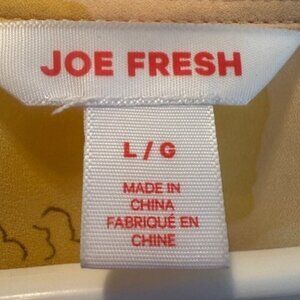 JOE FRESH
L/G
MADE IN
CHINA
FABRIQUÉ EN
CHINE